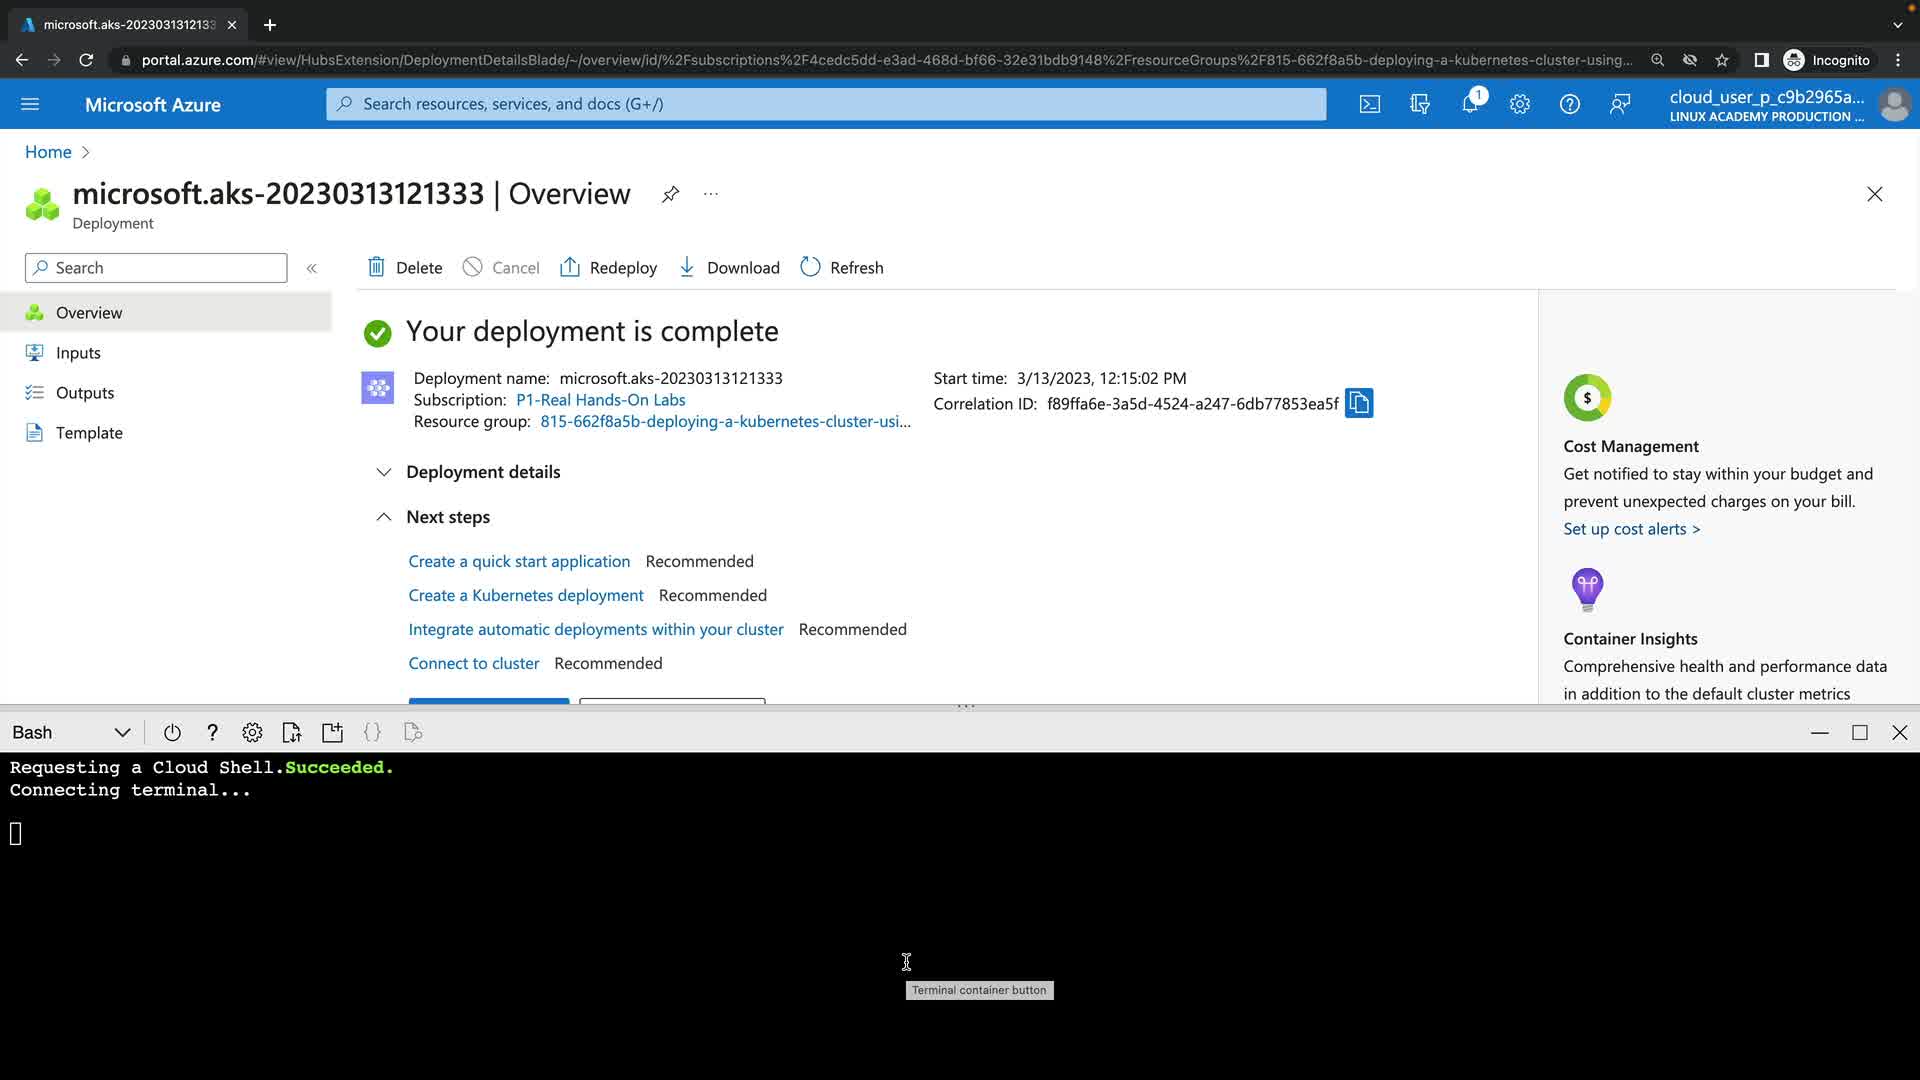 microsoft.aks-20230313121333
portal.azure.com/#view/HubsExtension/DeploymentDetailsBlade/~/overview/id/%2Fsubscriptions%2F4cedc5dd-e3ad-468d-bf66-32e31bdb9148%2FresourceGroups%2F815-662f8a5b-deploying-a-kubernetes-cluster-using...
Incognito
Microsoft Azure
Search resources, services, and docs (G+/)
1
cloud_user_p_c9b2965a...
LINUX ACADEMY PRODUCTION ...
Home
microsoft.aks-20230313121333 | Overview
...
Deployment
Search
Delete
Cancel
Redeploy
Download
Refresh
Overview
Inputs
Outputs
Template
Your deployment is complete
Deployment name: microsoft.aks-20230313121333
Subscription: P1-Real Hands-On Labs
Resource group: 815-662f8a5b-deploying-a-kubernetes-cluster-usi...
Start time: 3/13/2023, 12:15:02 PM
Correlation ID: f89ffa6e-3a5d-4524-a247-6db77853ea5f
Deployment details
Next steps
Create a quick start application Recommended
Create a Kubernetes deployment Recommended
Integrate automatic deployments within your cluster Recommended
Connect to cluster Recommended
$
Cost Management
Get notified to stay within your budget and
prevent unexpected charges on your bill.
Set up cost alerts >
Container Insights
Comprehensive health and performance data
in addition to the default cluster metrics
Bash
Requesting a Cloud Shell.Succeeded.
Connecting terminal...
Terminal container button